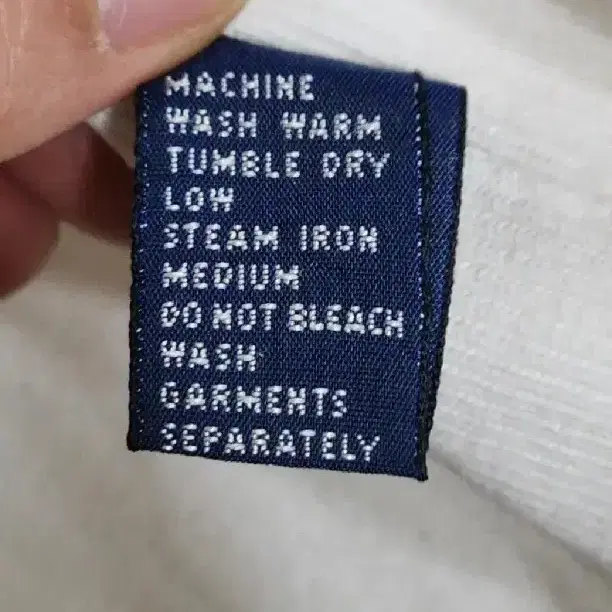 MACHINE
WASH WARM
TUMBLE DRY
LOW
STEAM IRON
MEDIUM
DO NOT BLEACH
WASH
GARMENTS
SEPARATELY